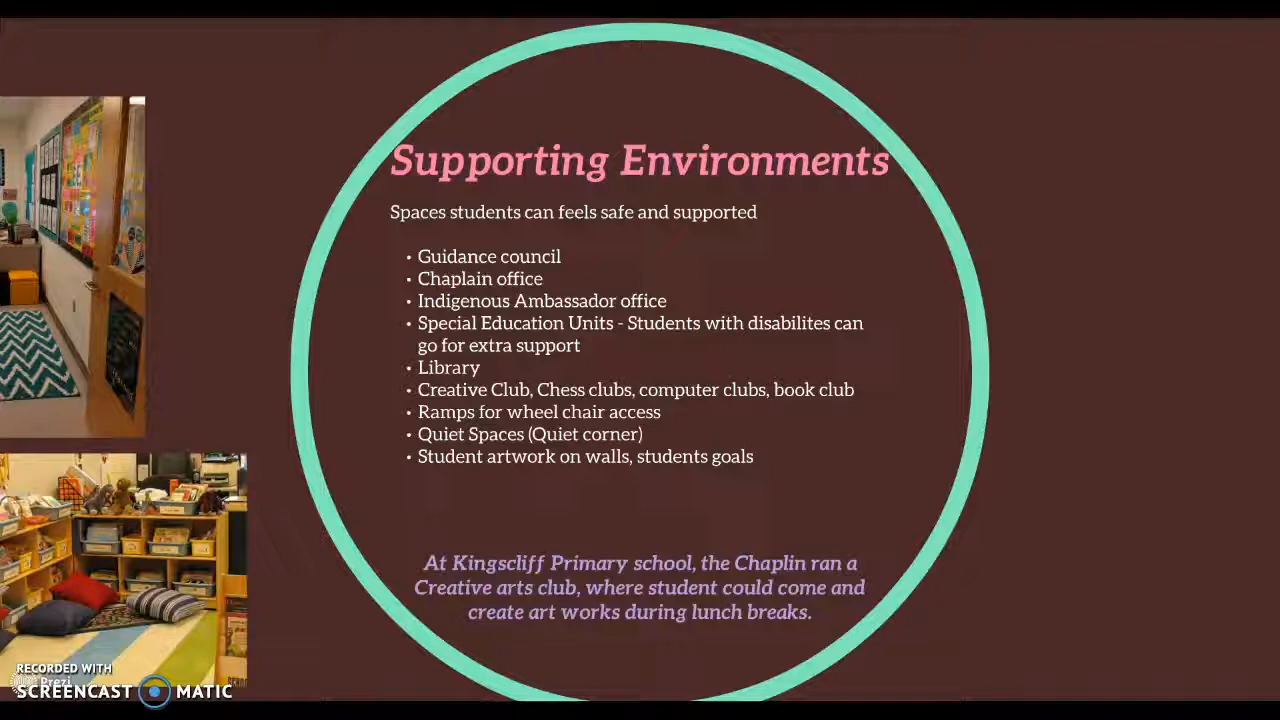 Supporting Environments
Spaces students can feels safe and supported
• Guidance council
• Chaplain office
• Indigenous Ambassador office
• Special Education Units - Students with disabilites can
go for extra support
• Library
• Creative Club, Chess clubs, computer clubs, book club
• Ramps for wheel chair access
• Quiet Spaces (Quiet corner)
• Student artwork on walls, students goals
At Kingscliff Primary school, the Chaplin ran a
Creative arts club, where student could come and
create art works during lunch breaks.
RECORDED WITH
Prezi
SCREENCAST MATIC